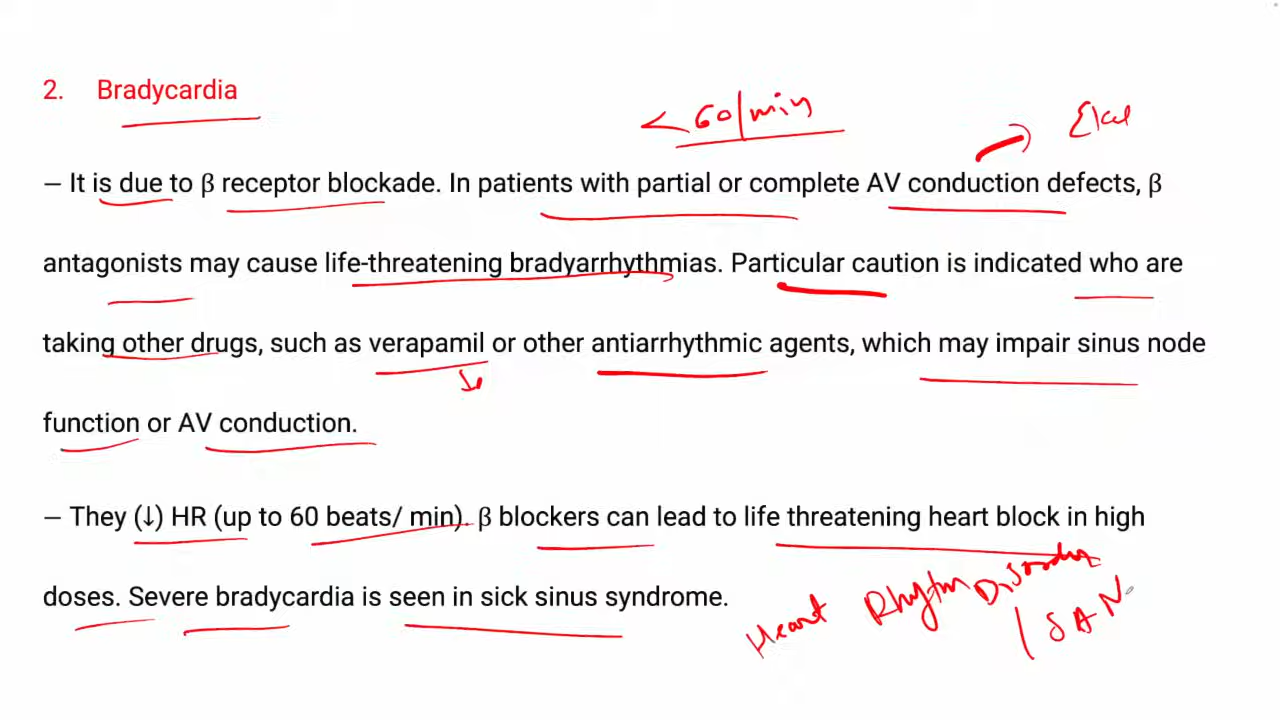 2. Bradycardia
< 60/min
– It is due to β receptor blockade. In patients with partial or complete AV conduction defects, β
antagonists may cause life-threatening bradyarrhythmias. Particular caution is indicated who are
taking other drugs, such as verapamil or other antiarrhythmic agents, which may impair sinus node
function or AV conduction.
– They (↓) HR (up to 60 beats/ min). β blockers can lead to life threatening heart block in high
doses. Severe bradycardia is seen in sick sinus syndrome.
Heart Rhythm Disorder
/ SAN